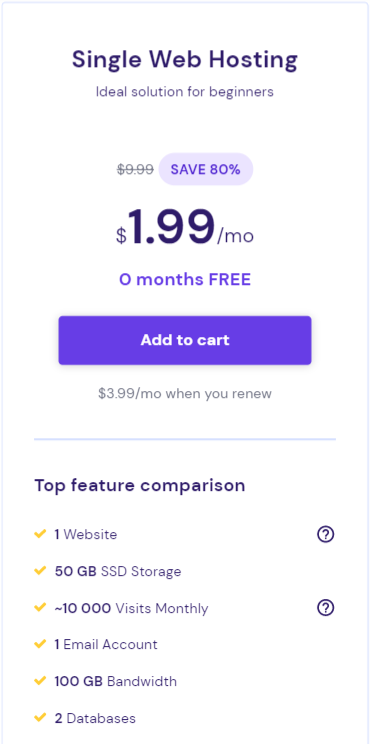 Single Web Hosting
Ideal solution for beginners
$9.99 SAVE 80%
$1.99/mo
0 months FREE
Add to cart
$3.99/mo when you renew
Top feature comparison
1 Website ?
50 GB SSD Storage
~10 000 Visits Monthly ?
1 Email Account
100 GB Bandwidth
2 Databases